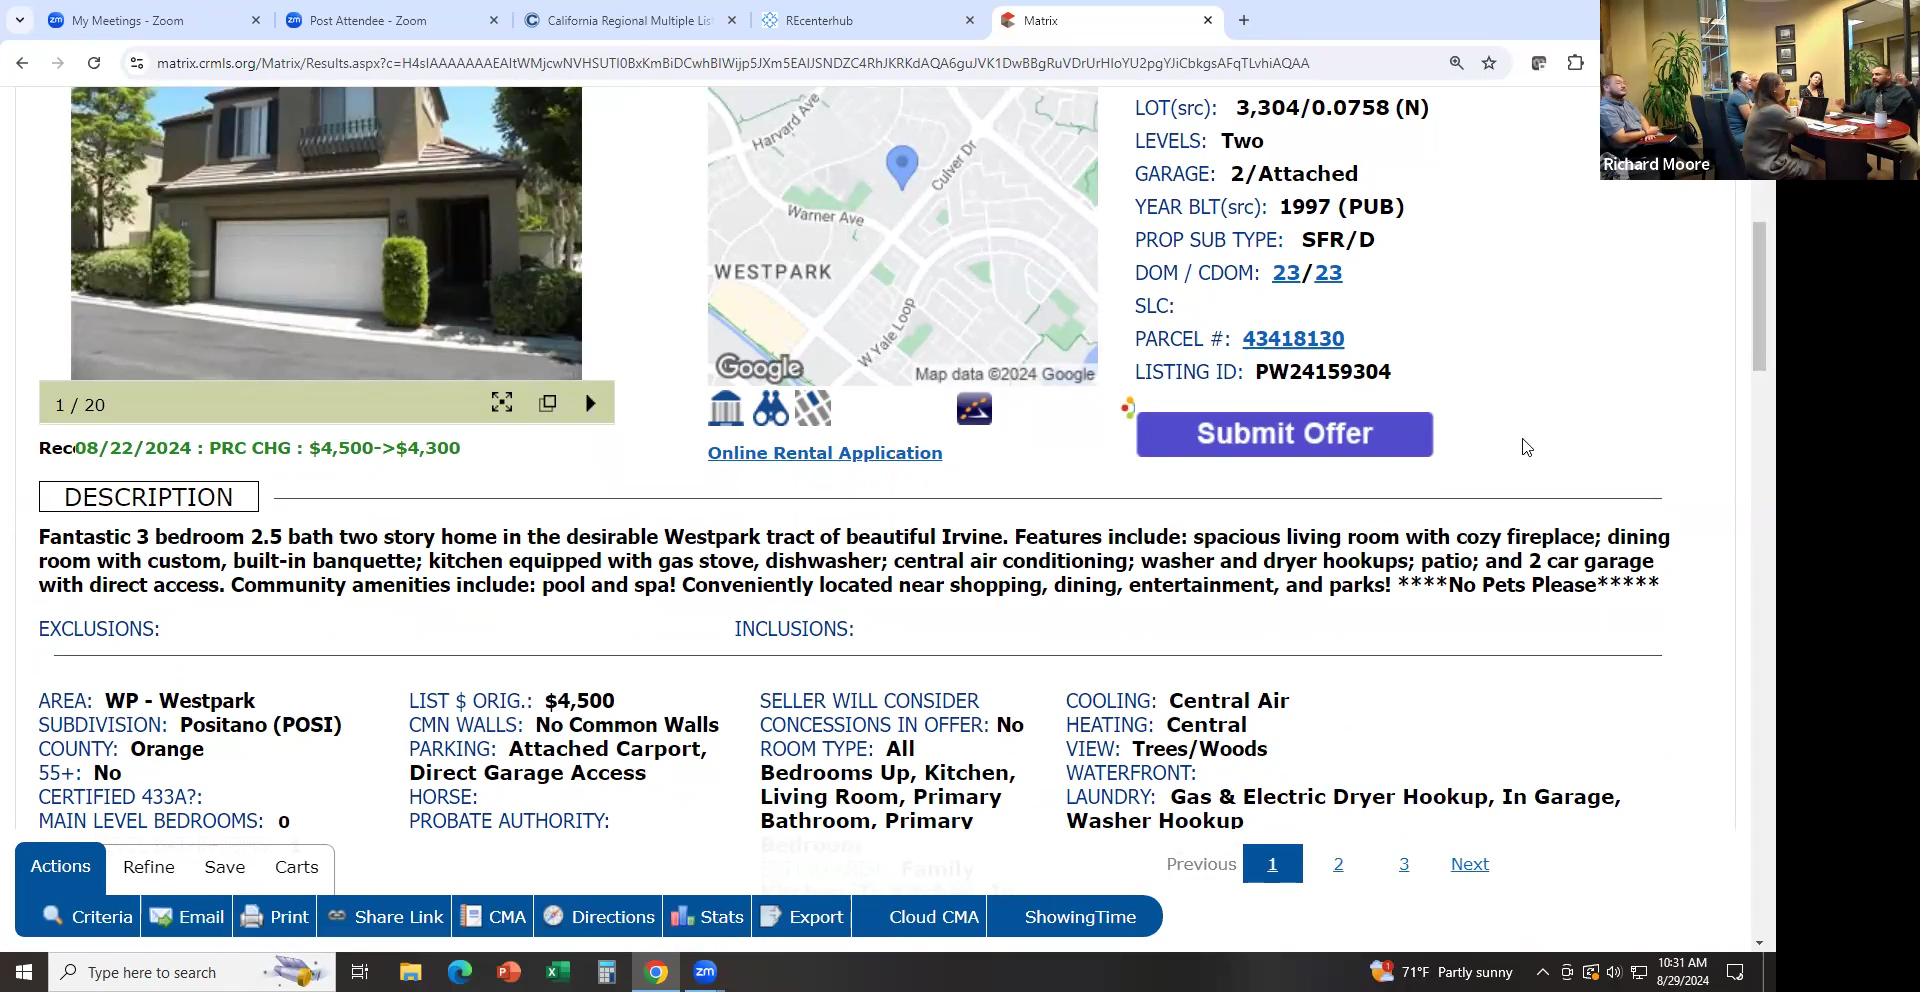 My Meetings - Zoom
Post Attendee - Zoom
California Regional Multiple Lis
REcenterhub
Matrix
matrix.crmls.org/Matrix/Results.aspx?c=
Richard Moore
Harvard Ave
Culver Dr
Warner Ave
WESTPARK
W Yale Loop
Google
Map data ©2024 Google
LOT(src): 3,304/0.0758 (N)
LEVELS: Two
GARAGE: 2/Attached
YEAR BLT(src): 1997 (PUB)
PROP SUB TYPE: SFR/D
DOM / CDOM: 23/23
SLC:
PARCEL #: 43418130
LISTING ID: PW24159304
1 / 20
Submit Offer
Rec 08/22/2024 : PRC CHG : $4,500->$4,300
Online Rental Application
DESCRIPTION
Fantastic 3 bedroom 2.5 bath two story home in the desirable Westpark tract of beautiful Irvine. Features include: spacious living room with cozy fireplace; dining
room with custom, built-in banquette; kitchen equipped with gas stove, dishwasher; central air conditioning; washer and dryer hookups; patio; and 2 car garage
with direct access. Community amenities include: pool and spa! Conveniently located near shopping, dining, entertainment, and parks! ****No Pets Please*****
EXCLUSIONS:
INCLUSIONS:
AREA: WP - Westpark
SUBDIVISION: Positano (POSI)
COUNTY: Orange
55+: No
CERTIFIED 433A?:
MAIN LEVEL BEDROOMS: 0
LIST $ ORIG.: $4,500
CMN WALLS: No Common Walls
PARKING: Attached Carport,
Direct Garage Access
HORSE:
PROBATE AUTHORITY:
SELLER WILL CONSIDER
CONCESSIONS IN OFFER: No
ROOM TYPE: All
Bedrooms Up, Kitchen,
Living Room, Primary
Bathroom, Primary
Bedroom
Family
COOLING: Central Air
HEATING: Central
VIEW: Trees/Woods
WATERFRONT:
LAUNDRY: Gas & Electric Dryer Hookup, In Garage,
Washer Hookup
Actions
Refine
Save
Carts
Previous 1 2 3 Next
Criteria
Email
Print
Share Link
CMA
Directions
Stats
Export
Cloud CMA
ShowingTime
Type here to search
71°F Partly sunny
10:31 AM
8/29/2024